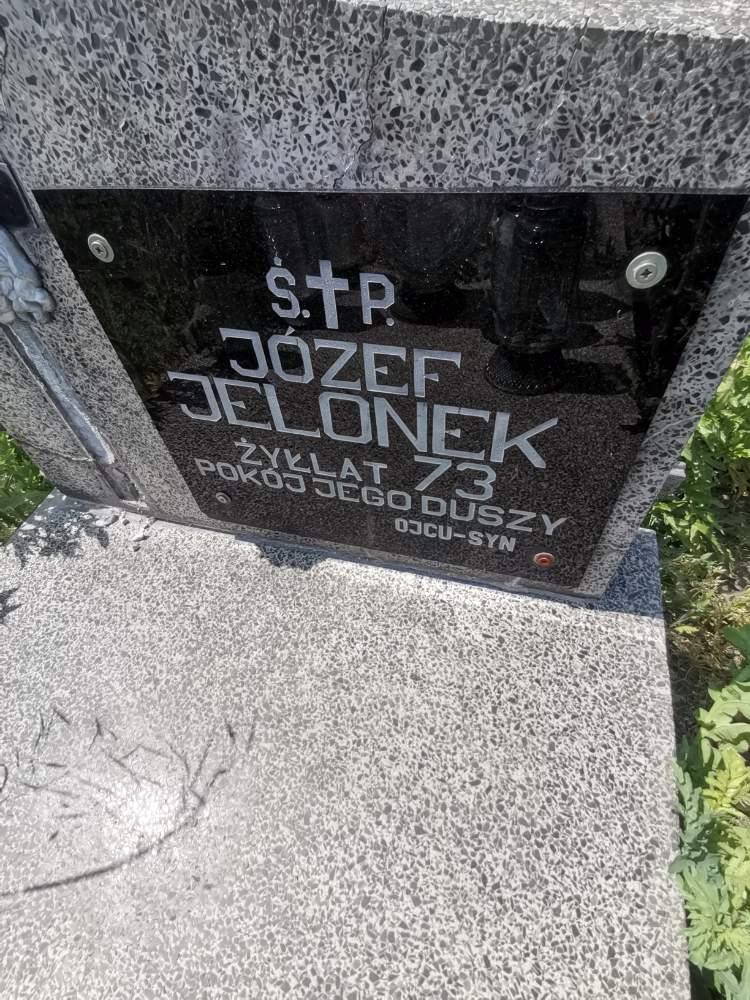 Ś.†P.
JÓZEF
JELONEK
ŻYŁ LAT 73
POKÓJ JEGO DUSZY
OJCU-SYN